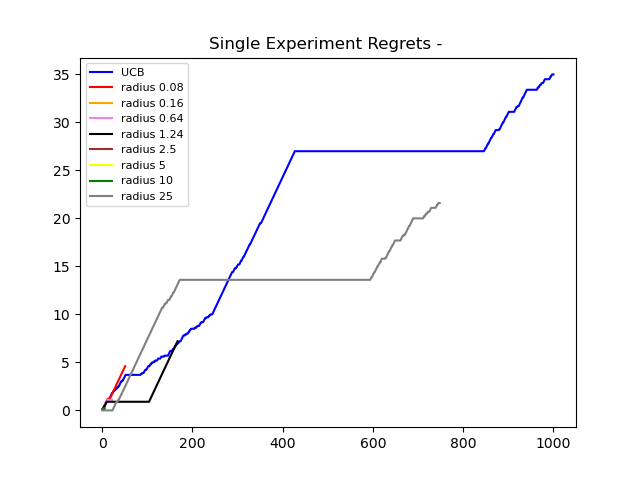 Single Experiment Regrets -
35
30
25
20
15
10
5
0
UCB
radius 0.08
radius 0.16
radius 0.64
radius 1.24
radius 2.5
radius 5
radius 10
radius 25
0 200 400 600 800 1000